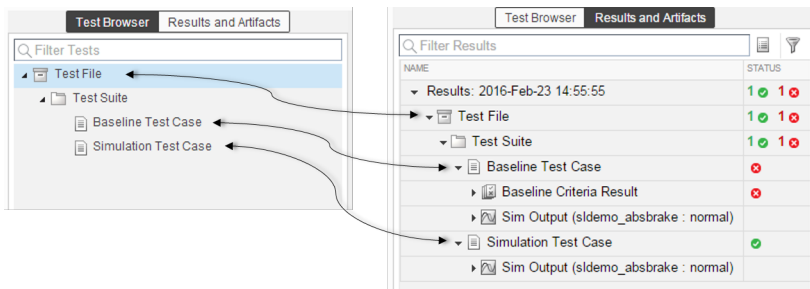 Test Browser Results and Artifacts
Filter Tests
Test File
Test Suite
Baseline Test Case
Simulation Test Case
Test Browser Results and Artifacts
Filter Results
NAME STATUS
Results: 2016-Feb-23 14:55:55 1 1
Test File 1 1
Test Suite 1 1
Baseline Test Case
Baseline Criteria Result
Sim Output (sldemo_absbrake : normal)
Simulation Test Case
Sim Output (sldemo_absbrake : normal)